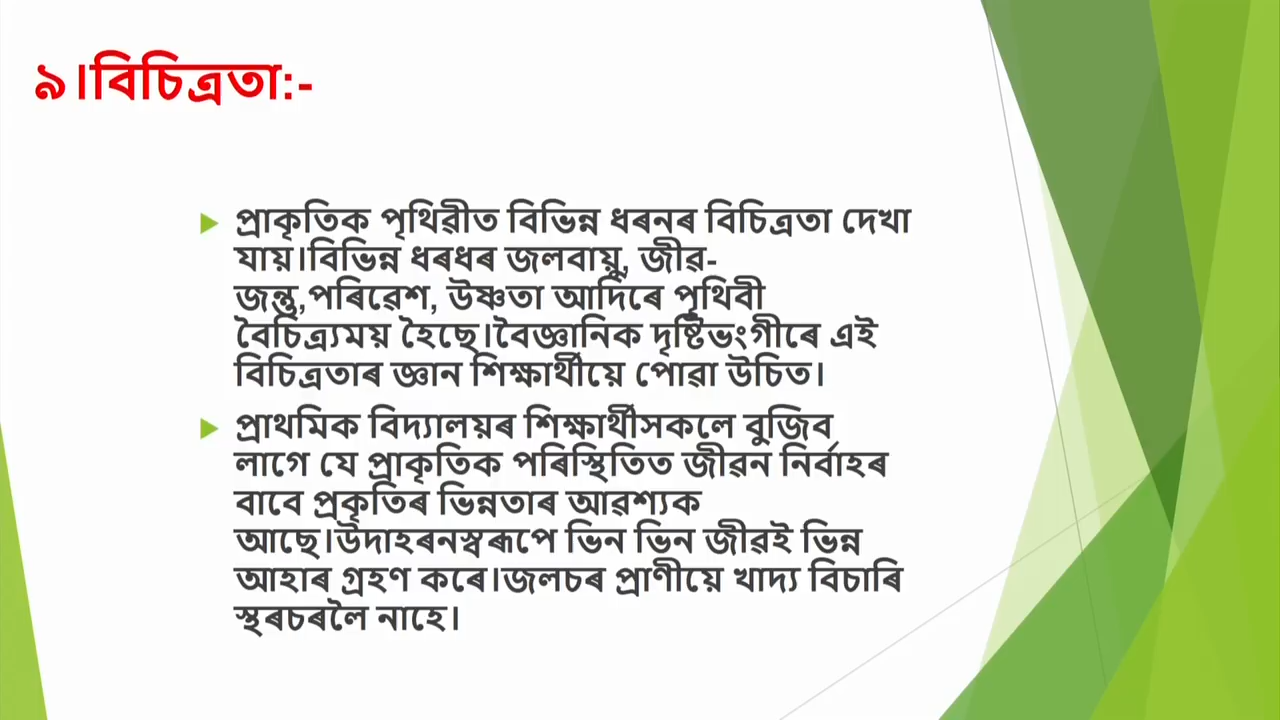 ৯।বিচিত্ৰতা:-
প্ৰাকৃতিক পৃথিৱীত বিভিন্ন ধৰনৰ বিচিত্ৰতা দেখা
যায়।বিভিন্ন ধৰধৰ জলবায়ু, জীৱ-
জন্তু,পৰিৱেশ, উষ্ণতা আদিৰে পৃথিবী
বৈচিত্ৰ্যময় হৈছে।বৈজ্ঞানিক দৃষ্টিভংগীৰে এই
বিচিত্ৰতাৰ জ্ঞান শিক্ষাৰ্থীয়ে পোৱা উচিত।
প্ৰাথমিক বিদ্যালয়ৰ শিক্ষাৰ্থীসকলে বুজিব
লাগে যে প্ৰাকৃতিক পৰিস্থিতিত জীৱন নিৰ্বাহৰ
বাবে প্ৰকৃতিৰ ভিন্নতাৰ আৱশ্যক
আছে।উদাহৰনস্বৰূপে ভিন ভিন জীৱই ভিন্ন
আহাৰ গ্ৰহণ কৰে।জলচৰ প্ৰাণীয়ে খাদ্য বিচাৰি
স্থৰচৰলৈ নাহে।